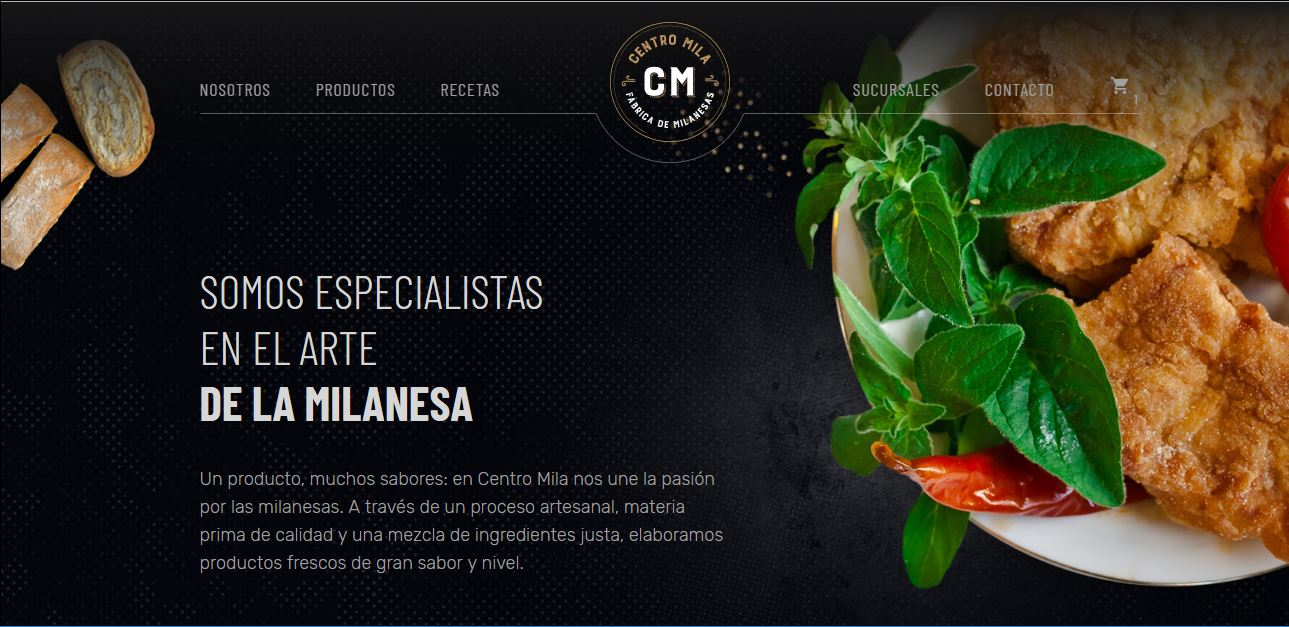 NOSOTROS
PRODUCTOS
RECETAS
CENTRO MILA
CM
FÁBRICA DE MILANESAS
SUCURSALES
CONTACTO
1
SOMOS ESPECIALISTAS
EN EL ARTE
DE LA MILANESA
Un producto, muchos sabores: en Centro Mila nos une la pasión
por las milanesas. A través de un proceso artesanal, materia
prima de calidad y una mezcla de ingredientes justa, elaboramos
productos frescos de gran sabor y nivel.